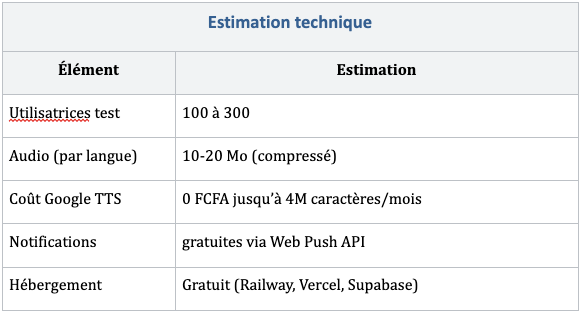 Estimation technique
Élément Estimation
Utilisatrices test 100 à 300
Audio (par langue) 10-20 Mo (compressé)
Coût Google TTS 0 FCFA jusqu’à 4M caractères/mois
Notifications gratuites via Web Push API
Hébergement Gratuit (Railway, Vercel, Supabase)